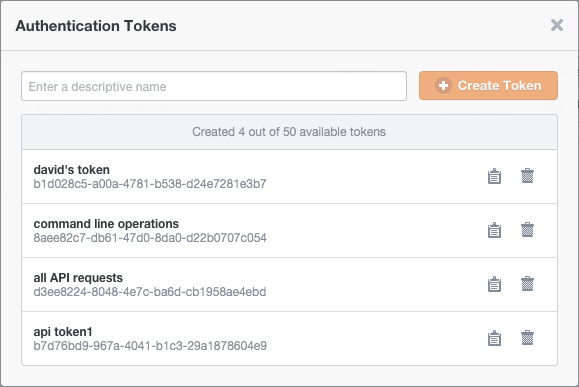 Authentication Tokens
Enter a descriptive name
Create Token
Created 4 out of 50 available tokens
david's token
b1d028c5-a00a-4781-b538-d24e7281e3b7
command line operations
8aee82c7-db61-47d0-8da0-d22b0707c054
all API requests
d3ee8224-8048-4e7c-ba6d-cb1958ae4ebd
api token1
b7d76bd9-967a-4041-b1c3-29a1878604e9